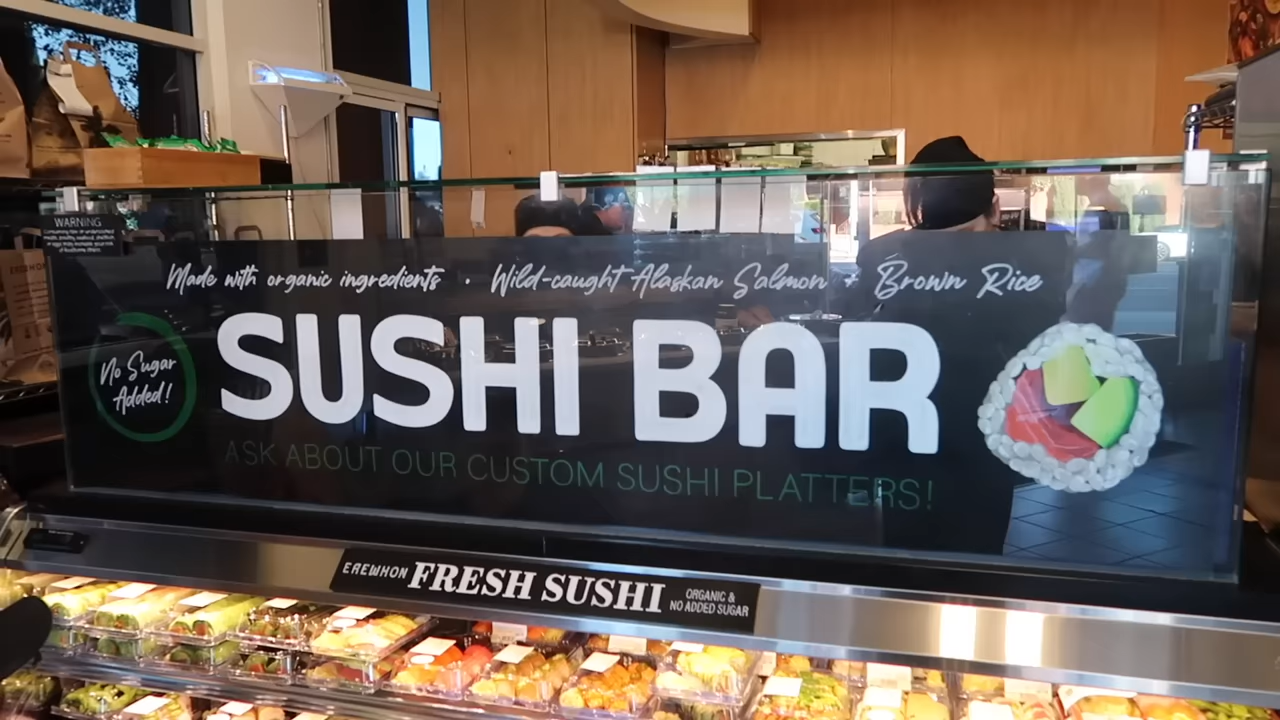 WARNING
Made with organic ingredients · Wild-caught Alaskan Salmon + Brown Rice
No Sugar
Added!
SUSHI BAR
ASK ABOUT OUR CUSTOM SUSHI PLATTERS!
EREWHON FRESH SUSHI ORGANIC &
NO ADDED SUGAR